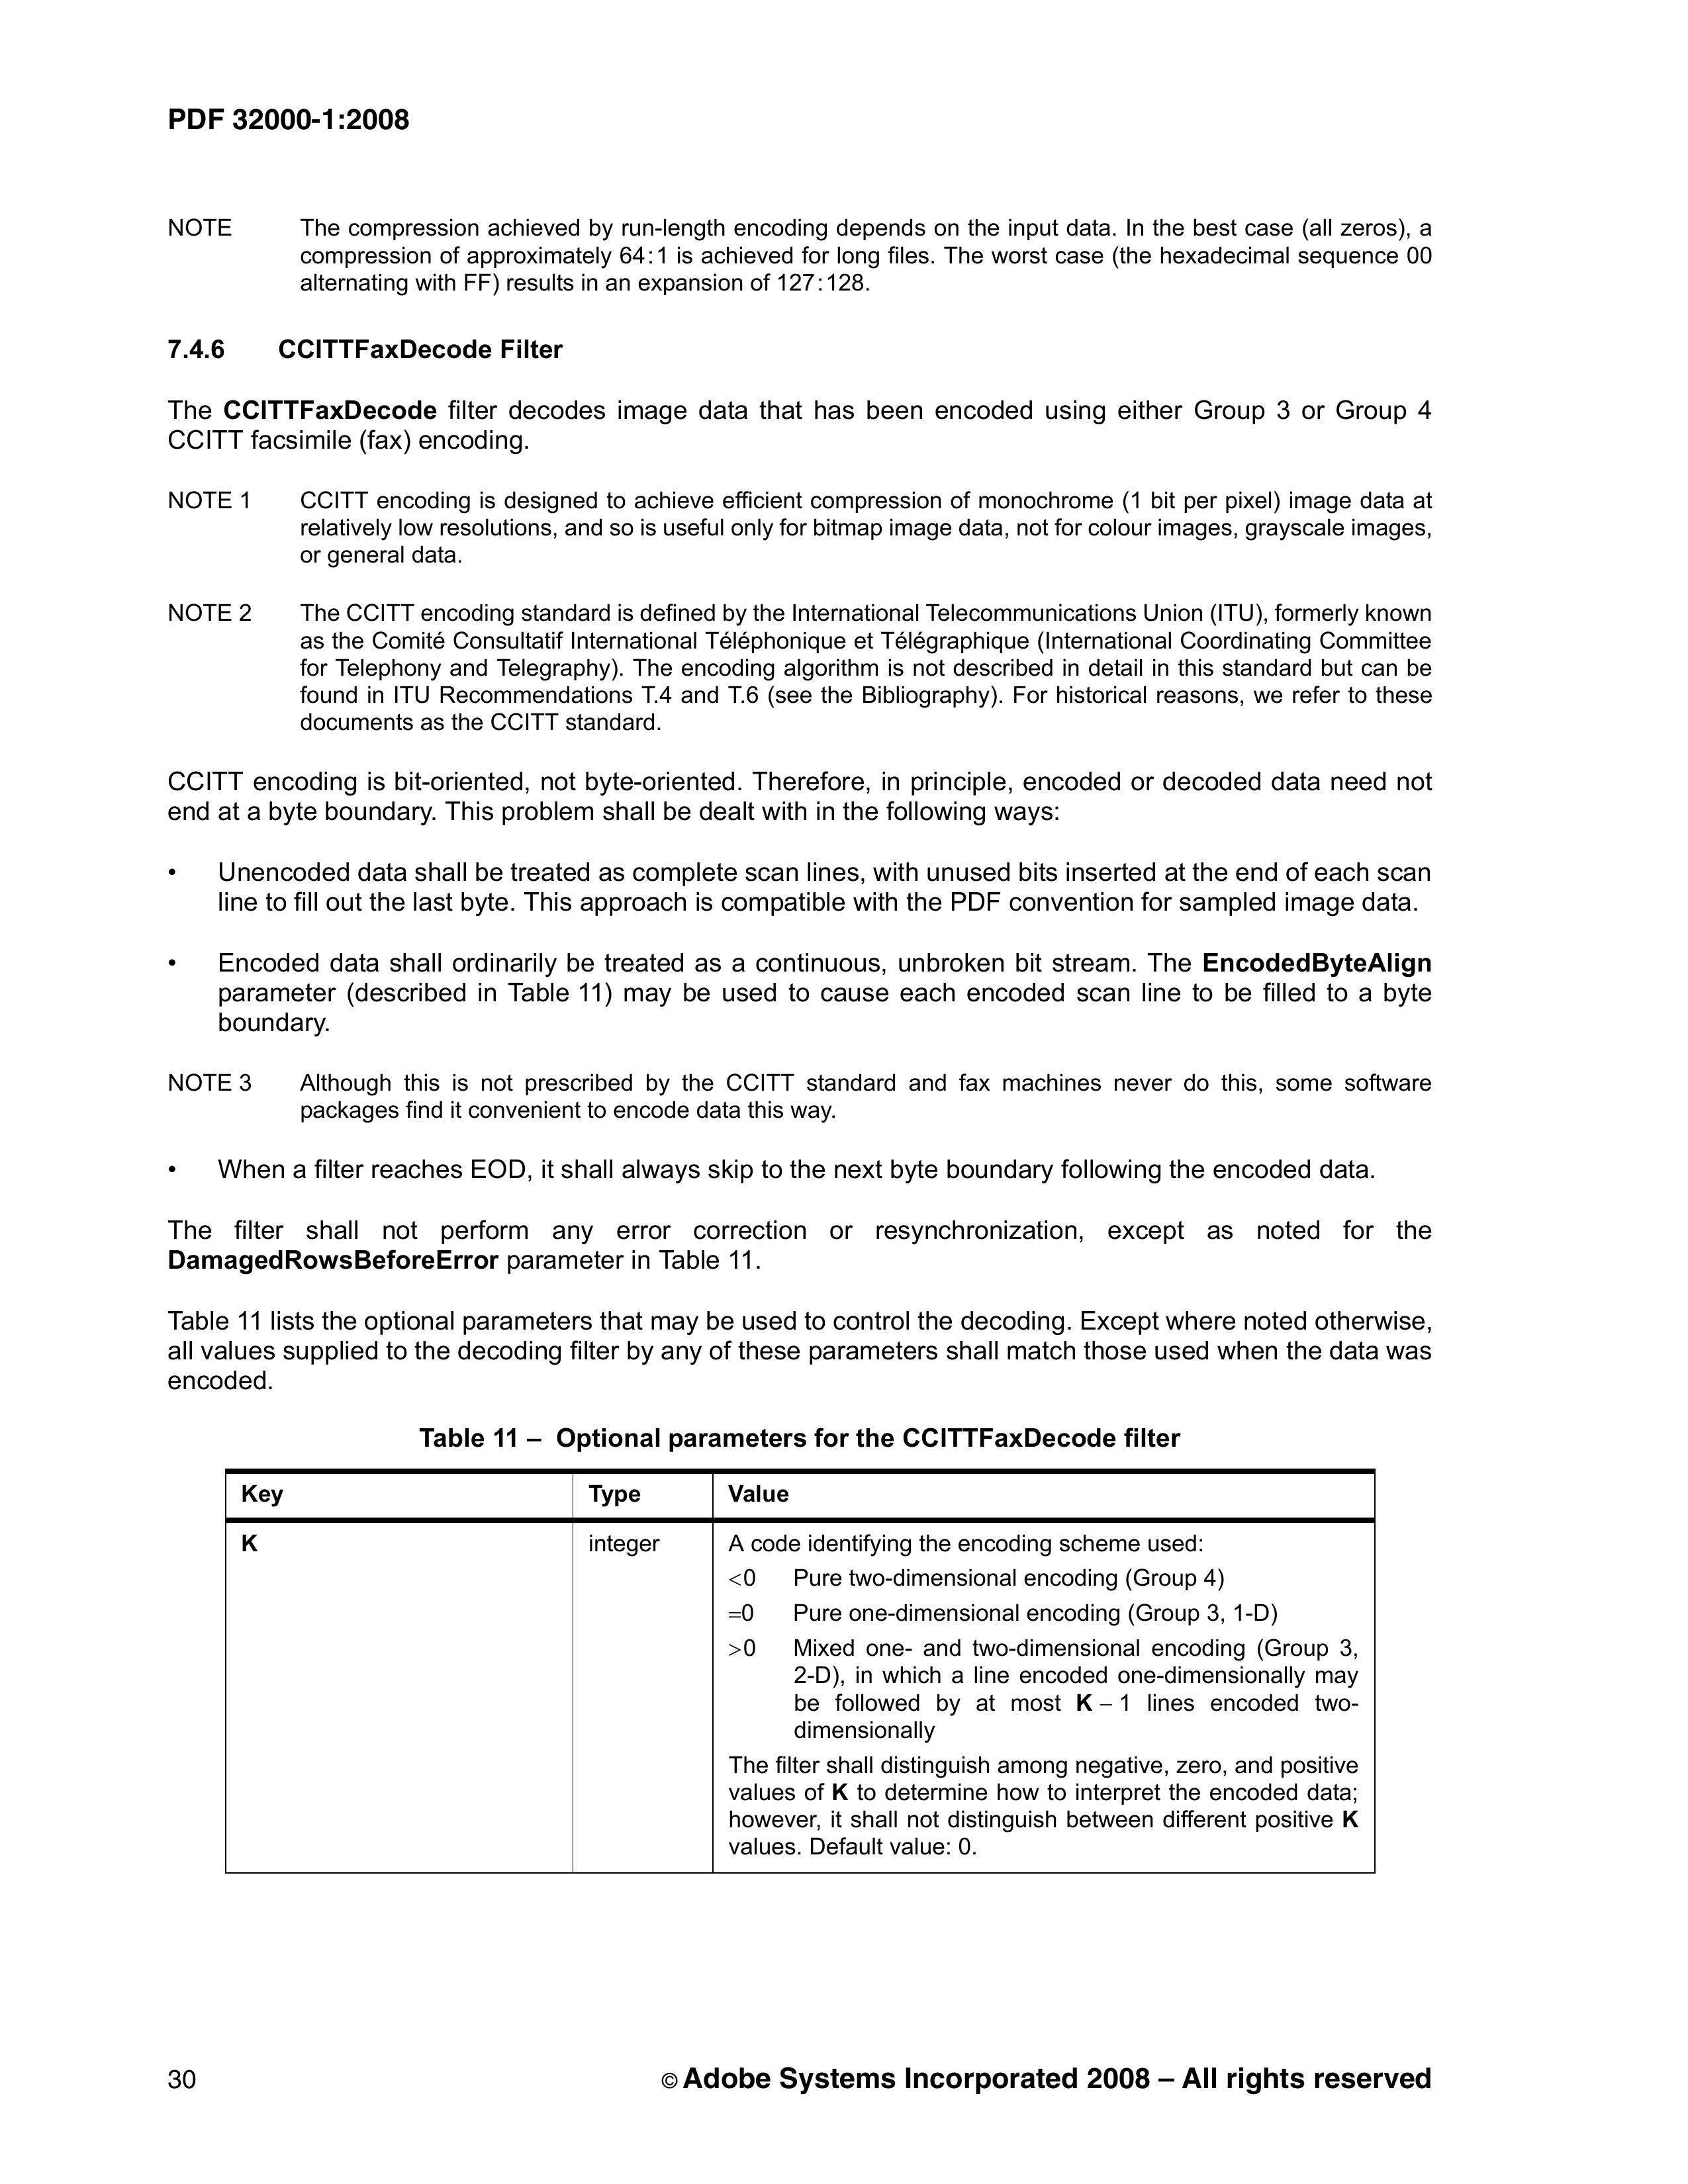 PDF 32000-1:2008
NOTE The compression achieved by run-length encoding depends on the input data. In the best case (all zeros), a
compression of approximately 64:1 is achieved for long files. The worst case (the hexadecimal sequence 00
alternating with FF) results in an expansion of 127:128.
7.4.6 CCITTFaxDecode Filter
The CCITTFaxDecode filter decodes image data that has been encoded using either Group 3 or Group 4
CCITT facsimile (fax) encoding.
NOTE 1 CCITT encoding is designed to achieve efficient compression of monochrome (1 bit per pixel) image data at
relatively low resolutions, and so is useful only for bitmap image data, not for colour images, grayscale images,
or general data.
NOTE 2 The CCITT encoding standard is defined by the International Telecommunications Union (ITU), formerly known
as the Comité Consultatif International Téléphonique et Télégraphique (International Coordinating Committee
for Telephony and Telegraphy). The encoding algorithm is not described in detail in this standard but can be
found in ITU Recommendations T.4 and T.6 (see the Bibliography). For historical reasons, we refer to these
documents as the CCITT standard.
CCITT encoding is bit-oriented, not byte-oriented. Therefore, in principle, encoded or decoded data need not
end at a byte boundary. This problem shall be dealt with in the following ways:
• Unencoded data shall be treated as complete scan lines, with unused bits inserted at the end of each scan
line to fill out the last byte. This approach is compatible with the PDF convention for sampled image data.
• Encoded data shall ordinarily be treated as a continuous, unbroken bit stream. The EncodedByteAlign
parameter (described in Table 11) may be used to cause each encoded scan line to be filled to a byte
boundary.
NOTE 3 Although this is not prescribed by the CCITT standard and fax machines never do this, some software
packages find it convenient to encode data this way.
• When a filter reaches EOD, it shall always skip to the next byte boundary following the encoded data.
The filter shall not perform any error correction or resynchronization, except as noted for the
DamagedRowsBeforeError parameter in Table 11.
Table 11 lists the optional parameters that may be used to control the decoding. Except where noted otherwise,
all values supplied to the decoding filter by any of these parameters shall match those used when the data was
encoded.
Table 11 – Optional parameters for the CCITTFaxDecode filter
Key Type Value
K integer A code identifying the encoding scheme used:
<0 Pure two-dimensional encoding (Group 4)
=0 Pure one-dimensional encoding (Group 3, 1-D)
>0 Mixed one- and two-dimensional encoding (Group 3,
2-D), in which a line encoded one-dimensionally may
be followed by at most K − 1 lines encoded two-
dimensionally
The filter shall distinguish among negative, zero, and positive
values of K to determine how to interpret the encoded data;
however, it shall not distinguish between different positive K
values. Default value: 0.
30 © Adobe Systems Incorporated 2008 – All rights reserved